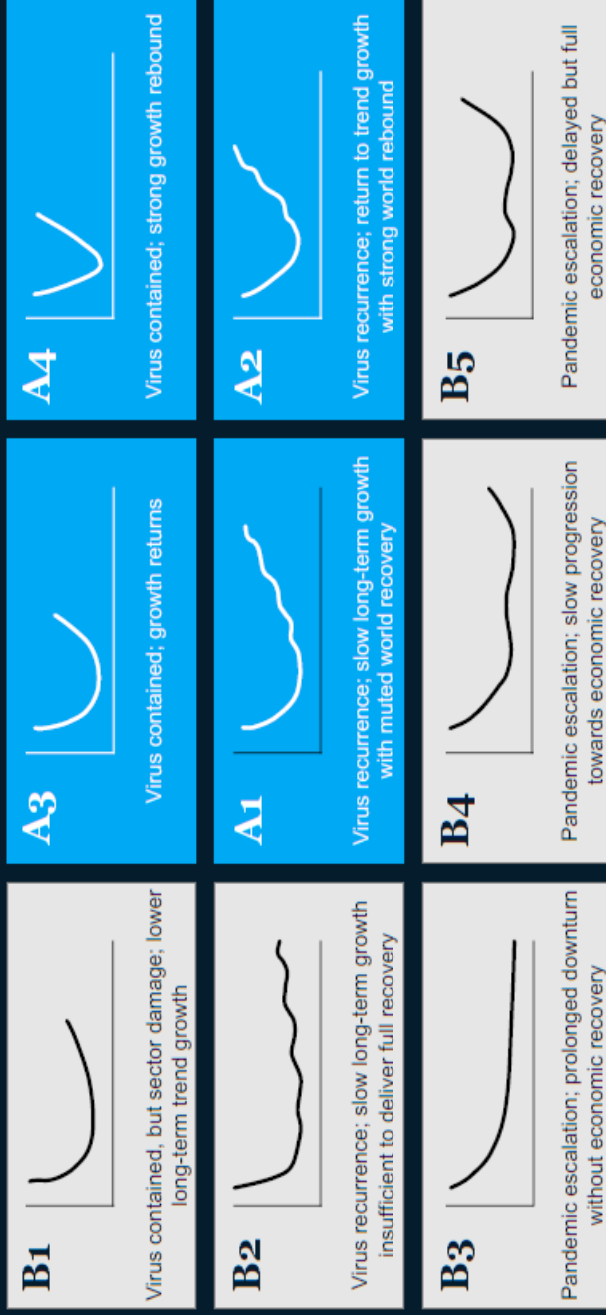 B1
Virus contained, but sector damage; lower
long-term trend growth
A3
Virus contained; growth returns
A4
Virus contained; strong growth rebound
B2
Virus recurrence; slow long-term growth
insufficient to deliver full recovery
A1
Virus recurrence; slow long-term growth
with muted world recovery
A2
Virus recurrence; return to trend growth
with strong world rebound
B3
Pandemic escalation; prolonged downturn
without economic recovery
B4
Pandemic escalation; slow progression
towards economic recovery
B5
Pandemic escalation; delayed but full
economic recovery